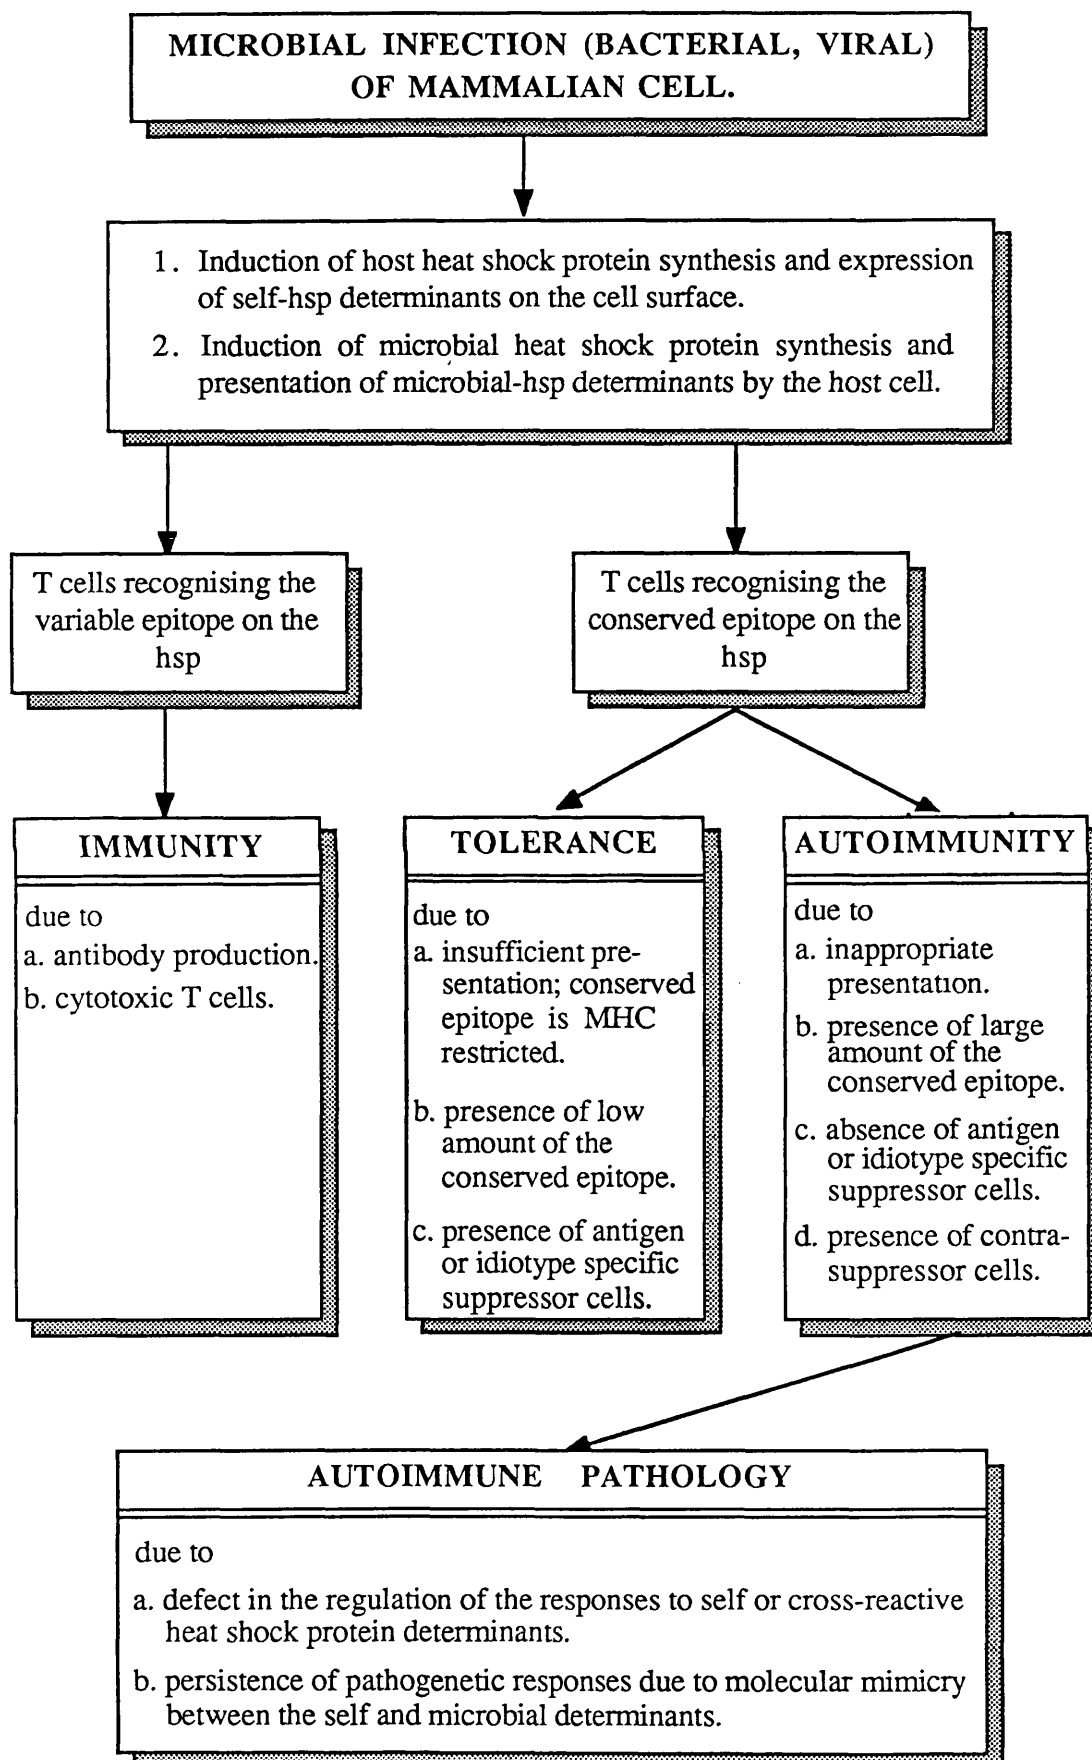 MICROBIAL INFECTION (BACTERIAL, VIRAL)
OF MAMMALIAN CELL.
1. Induction of host heat shock protein synthesis and expression
of self-hsp determinants on the cell surface.
2. Induction of microbial heat shock protein synthesis and
presentation of microbial-hsp determinants by the host cell.
T cells recognising the
variable epitope on the
hsp
T cells recognising the
conserved epitope on the
hsp
IMMUNITY
due to
a. antibody production.
b. cytotoxic T cells.
TOLERANCE
due to
a. insufficient pre-
sentation; conserved
epitope is MHC
restricted.
b. presence of low
amount of the
conserved epitope.
c. presence of antigen
or idiotype specific
suppressor cells.
AUTOIMMUNITY
due to
a. inappropriate
presentation.
b. presence of large
amount of the
conserved epitope.
c. absence of antigen
or idiotype specific
suppressor cells.
d. presence of contra-
suppressor cells.
AUTOIMMUNE PATHOLOGY
due to
a. defect in the regulation of the responses to self or cross-reactive
heat shock protein determinants.
b. persistence of pathogenetic responses due to molecular mimicry
between the self and microbial determinants.